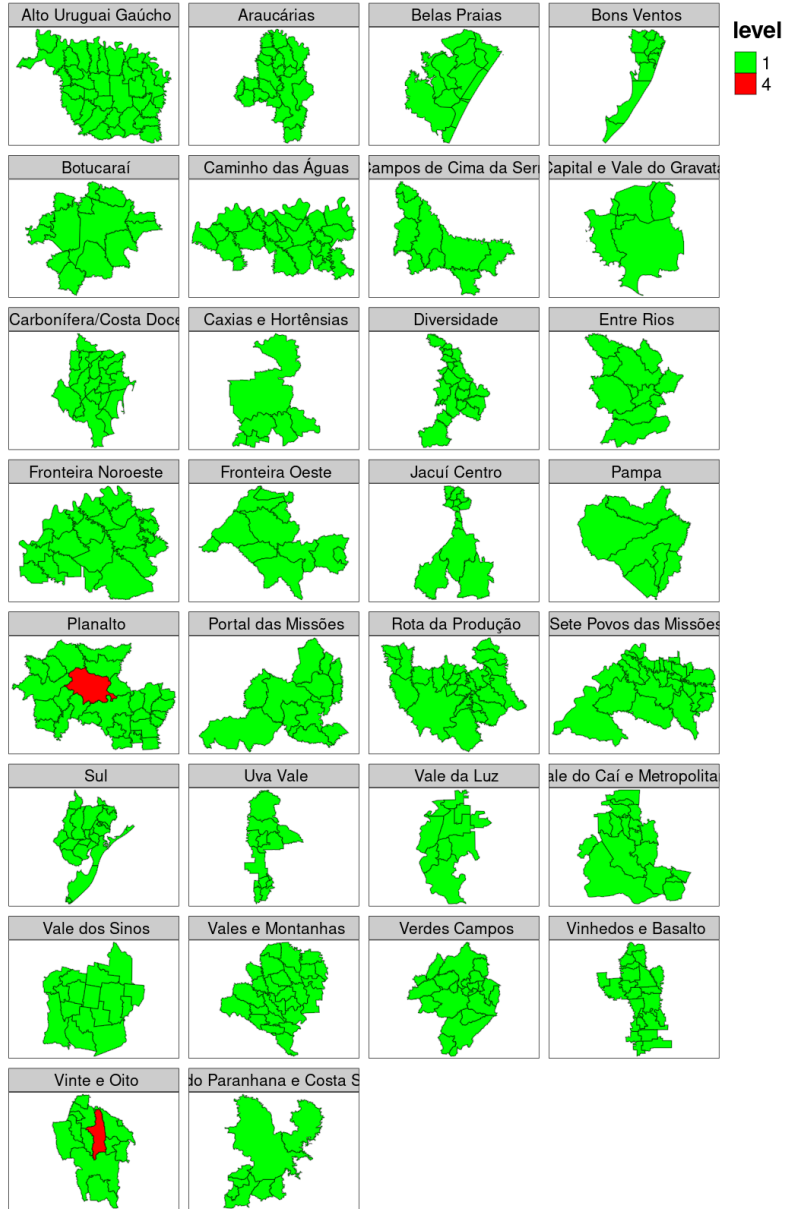 Alto Uruguai Gaúcho
Araucárias
Belas Praias
Bons Ventos
level
1
4
Botucaraí
Caminho das Águas
Campos de Cima da Serr
Capital e Vale do Gravata
Carbonífera/Costa Doce
Caxias e Hortênsias
Diversidade
Entre Rios
Fronteira Noroeste
Fronteira Oeste
Jacuí Centro
Pampa
Planalto
Portal das Missões
Rota da Produção
Sete Povos das Missões
Sul
Uva Vale
Vale da Luz
ale do Caí e Metropolita
Vale dos Sinos
Vales e Montanhas
Verdes Campos
Vinhedos e Basalto
Vinte e Oito
do Paranhana e Costa S